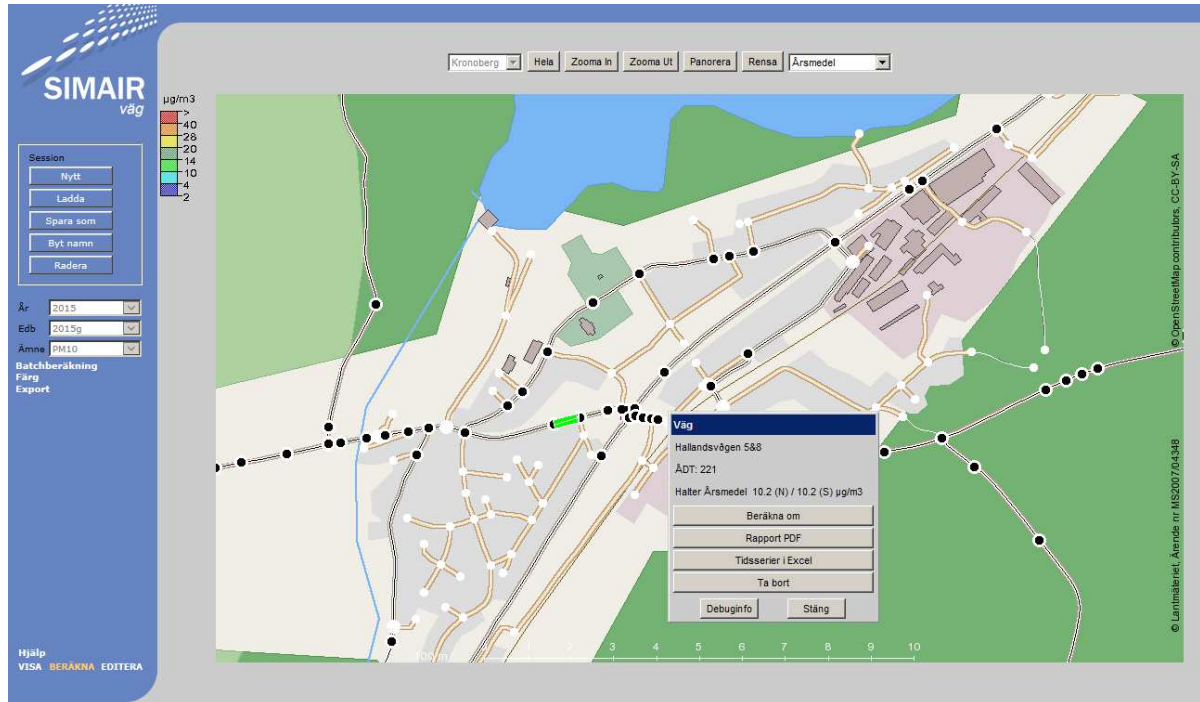 SIMAIR
väg
Session
Nytt
Ladda
Spara som
Byt namn
Radera
År 2015
Edb 2015g
Ämne PM10
Batchberäkning
Färg
Export
Hjälp
VISA BERÄKNA EDITERA
Kronoberg Hela Zooma In Zooma Ut Panorera Rensa Årsmedel
µg/m3
>
40
28
20
14
10
4
2
Väg
Hallandsvägen 5&8
ÅDT: 221
Halter Årsmedel 10.2 (N) / 10.2 (S) µg/m3
Beräkna om
Rapport PDF
Tidsserier i Excel
Ta bort
Debuginfo Stäng
100 m 1 2 3 4 5 6 7 8 9 10
© OpenStreetMap contributors, CC-BY-SA
© Lantmäteriet, Ärende nr MS2007/04348